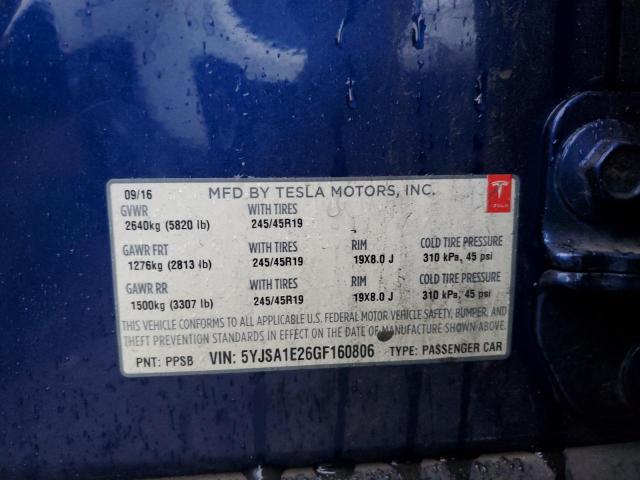 09/16 MFD BY TESLA MOTORS, INC.
GVWR WITH TIRES
2640kg (5820 lb) 245/45R19
GAWR FRT WITH TIRES RIM COLD TIRE PRESSURE
1276kg (2813 lb) 245/45R19 19X8.0 J 310 kPa, 45 psi
GAWR RR WITH TIRES RIM COLD TIRE PRESSURE
1500kg (3307 lb) 245/45R19 19X8.0 J 310 kPa, 45 psi
THIS VEHICLE CONFORMS TO ALL APPLICABLE U.S. FEDERAL MOTOR VEHICLE SAFETY, BUMPER, AND
THEFT PREVENTION STANDARDS IN EFFECT ON THE DATE OF MANUFACTURE SHOWN ABOVE.
PNT: PPSB VIN: 5YJSA1E26GF160806 TYPE: PASSENGER CAR
TESLA